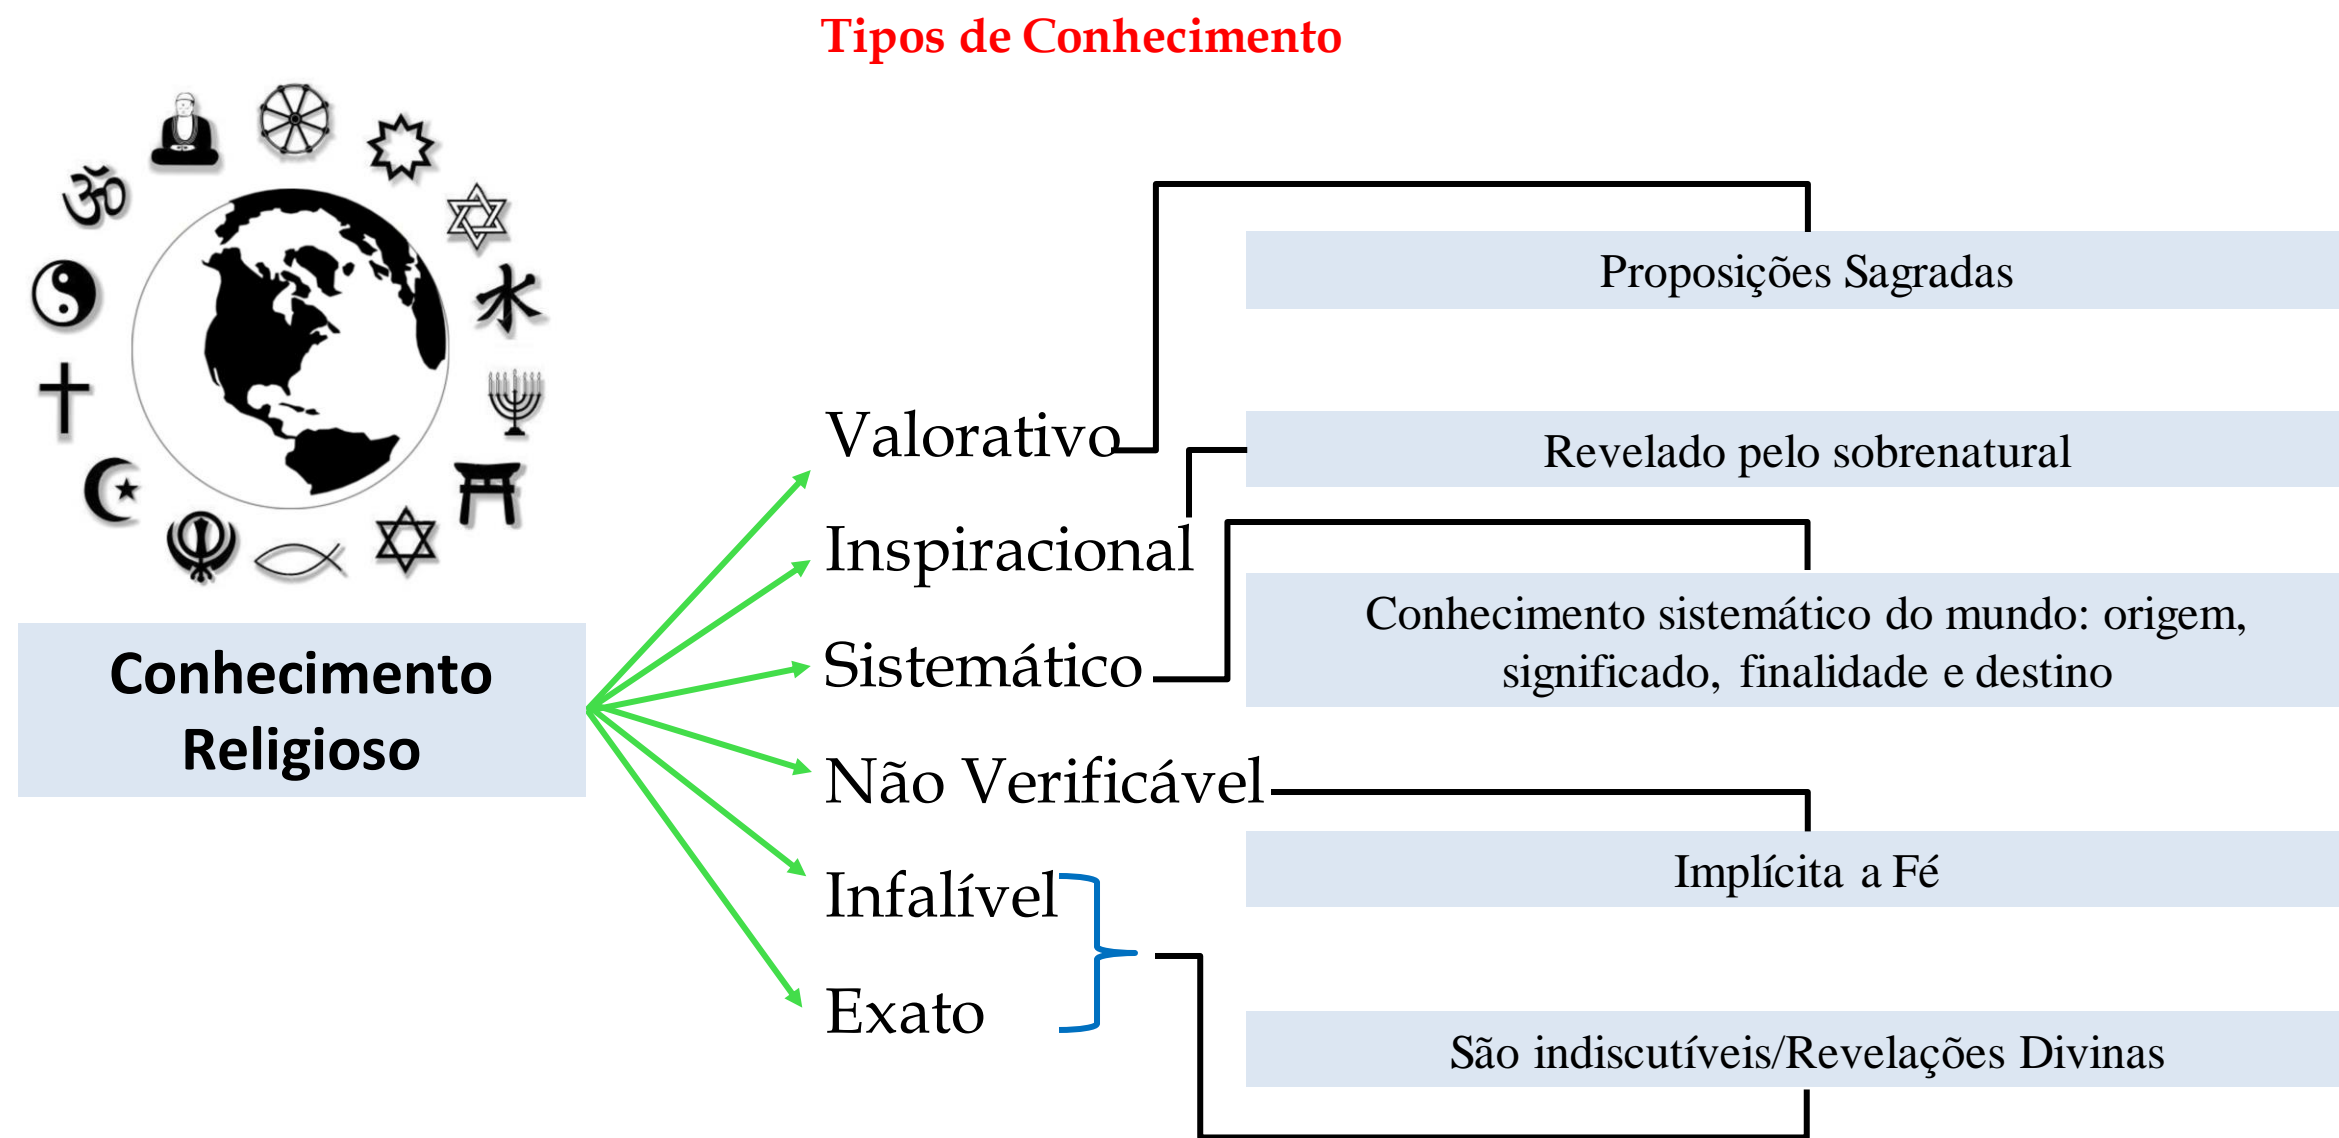 Tipos de Conhecimento
Proposições Sagradas
Valorativo
Revelado pelo sobrenatural
Inspiracional
Conhecimento sistemático do mundo: origem,
significado, finalidade e destino
Sistemático
Conhecimento
Religioso
Não Verificável
Implícita a Fé
Infalível
Exato
São indiscutíveis/Revelações Divinas